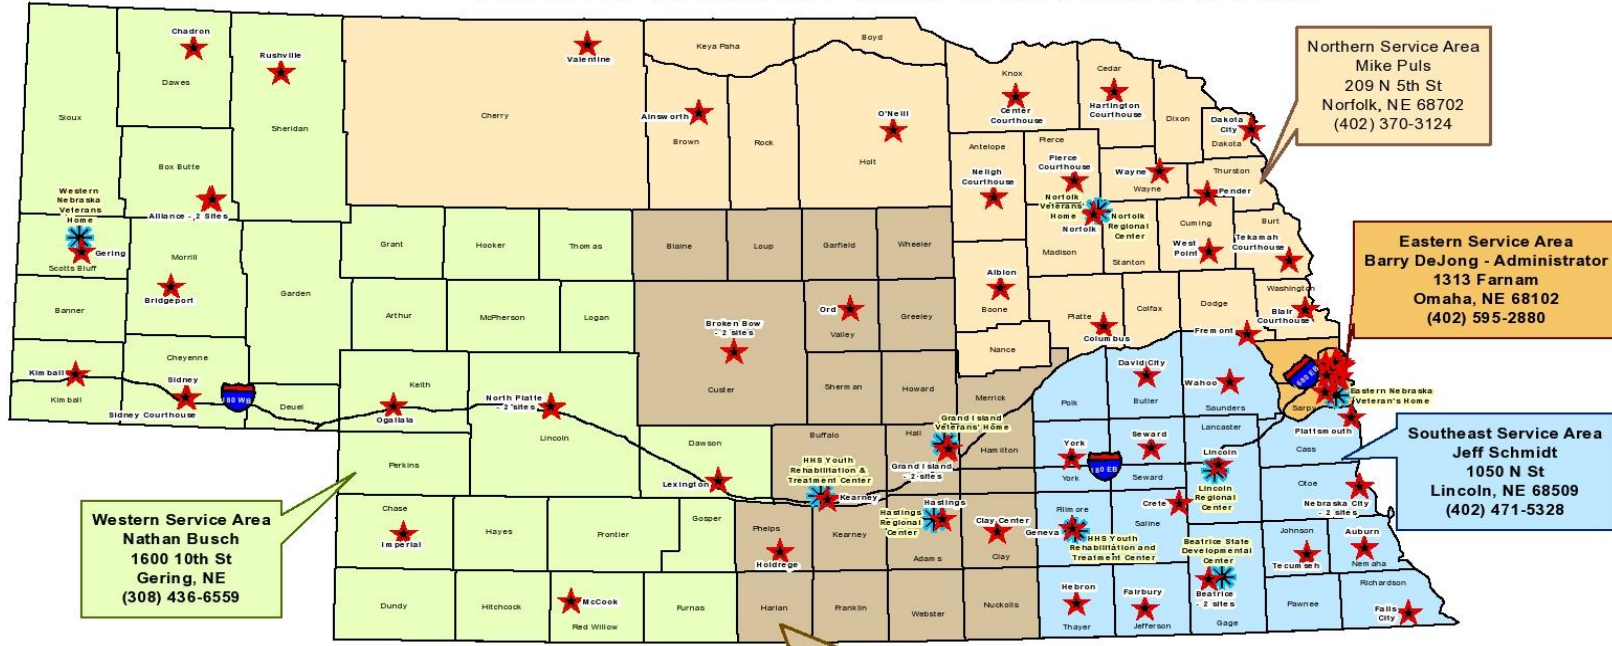 Northern Service Area
Mike Puls
209 N 5th St
Norfolk, NE 68702
(402) 370-3124
Eastern Service Area
Barry DeJong - Administrator
1313 Farnam
Omaha, NE 68102
(402) 595-2880
Southeast Service Area
Jeff Schmidt
1050 N St
Lincoln, NE 68509
(402) 471-5328
Western Service Area
Nathan Busch
1600 10th St
Gering, NE
(308) 436-6559
Sioux
Chadron
Dawes
Rushville
Sheridan
Box Butte
Alliance - 2 Sites
Western
Nebraska
Veterans
Home
Gering
Scotts Bluff
Morrill
Bridgeport
Banner
Garden
Kimball
Kimball
Cheyenne
Sidney
Sidney Courthouse
Deuel
Valentine
Cherry
Keya Paha
Boyd
Ainsworth
Brown
Rock
O'Neill
Holt
Knox
Center
Courthouse
Cedar
Hartington
Courthouse
Dixon
Dakota
City
Dakota
Antelope
Neligh
Courthouse
Pierce
Pierce
Courthouse
Wayne
Wayne
Thurston
Pender
Norfolk
Veterans'
Home
Norfolk
Norfolk
Regional
Center
Madison
Stanton
Cuming
West
Point
Burt
Tekamah
Courthouse
Albion
Boone
Platte
Columbus
Colfax
Dodge
Fremont
Washington
Blair
Courthouse
Nance
Grant
Hooker
Thomas
Arthur
McPherson
Logan
Keith
Ogallala
North Platte
- 2 sites
Lincoln
Perkins
Dawson
Lexington
Chase
Imperial
Hayes
Frontier
Gosper
Dundy
Hitchcock
McCook
Red Willow
Furnas
Blaine
Loup
Garfield
Wheeler
Broken Bow
- 2 sites
Custer
Ord
Valley
Greeley
Sherman
Howard
Merrick
Buffalo
HHS Youth
Rehabilitation &
Treatment Center
Kearney
Hall
Grand Island
Veterans' Home
Grand Island
- 2 sites
Hamilton
Phelps
Holdrege
Kearney
Hastings
Hastings
Regional
Center
Adams
Clay Center
Clay
Harlan
Franklin
Webster
Nuckolls
Polk
David City
Butler
Wahoo
Saunders
Sarpy
Eastern Nebraska
Veteran's Home
Plattsmouth
Cass
York
York
Seward
Seward
Lancaster
Lincoln
Lincoln
Regional
Center
Otoe
Nebraska City
- 2 sites
Geneva
Fillmore
HHS Youth
Rehabilitation and
Treatment Center
Crete
Saline
Beatrice State
Developmental
Center
Beatrice
- 2 sites
Gage
Johnson
Tecumseh
Auburn
Nemaha
Hebron
Thayer
Fairbury
Jefferson
Pawnee
Richardson
Falls
City